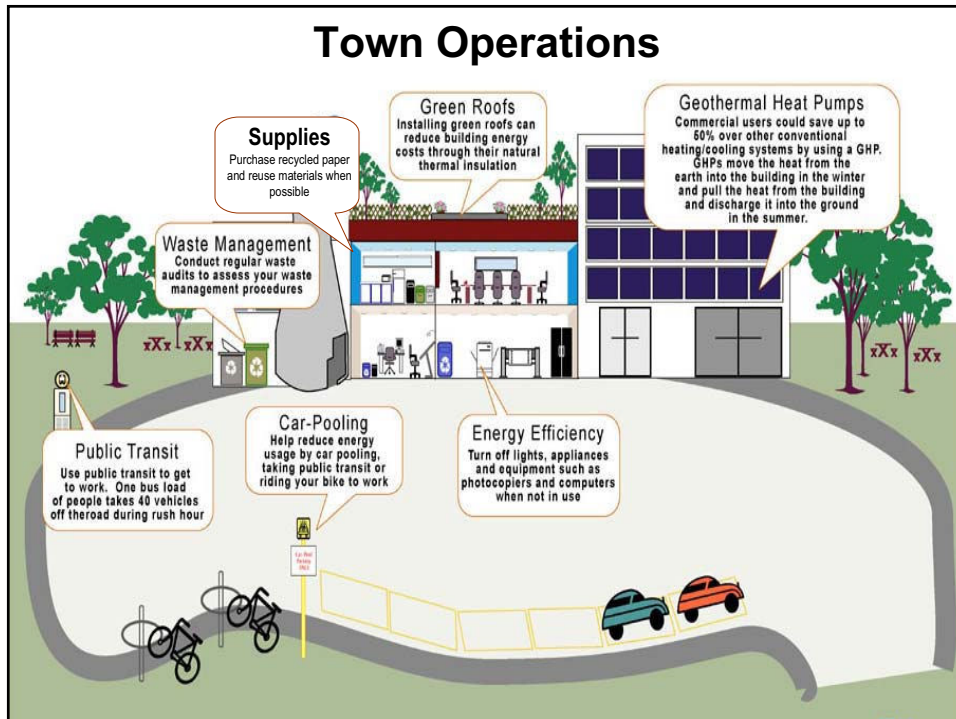 Town Operations
Green Roofs
Installing green roofs can
reduce building energy
costs through their natural
thermal insulation
Geothermal Heat Pumps
Commercial users could save up to
50% over other conventional
heating/cooling systems by using a GHP.
GHPs move the heat from the
earth into the building in the winter
and pull the heat from the building
and discharge it into the ground
in the summer.
Supplies
Purchase recycled paper
and reuse materials when
possible
Waste Management
Conduct regular waste
audits to assess your waste
management procedures
Public Transit
Use public transit to get
to work. One bus load
of people takes 40 vehicles
off theroad during rush hour
Car-Pooling
Help reduce energy
usage by car pooling,
taking public transit or
riding your bike to work
Energy Efficiency
Turn off lights, appliances
and equipment such as
photocopiers and computers
when not in use
Car Pool
Parking
ONLY